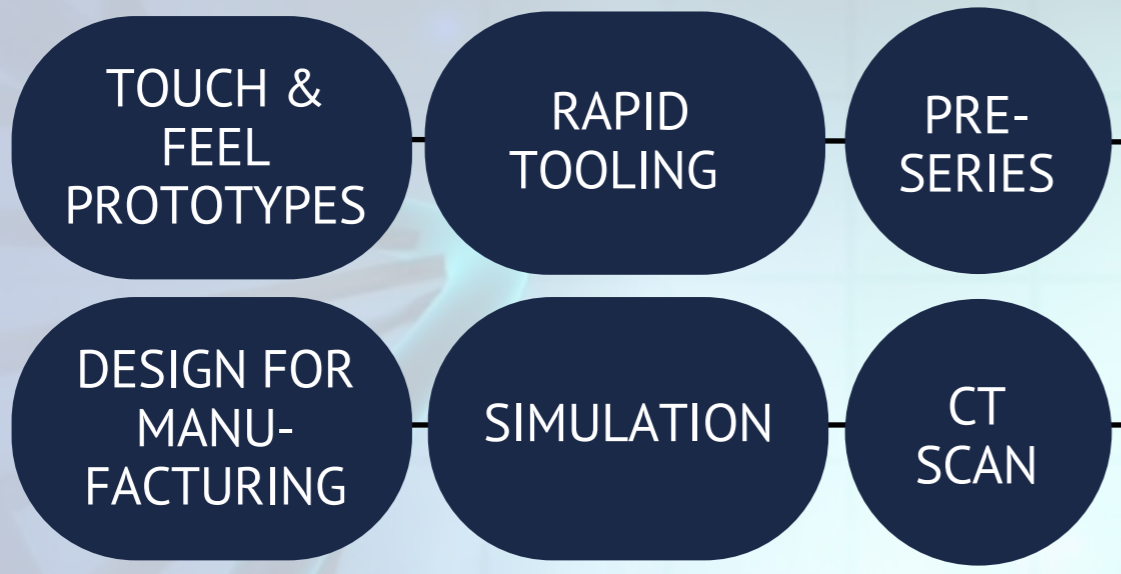 TOUCH &
FEEL
PROTOTYPES
RAPID
TOOLING
PRE-
SERIES
DESIGN FOR
MANU-
FACTURING
SIMULATION
CT
SCAN